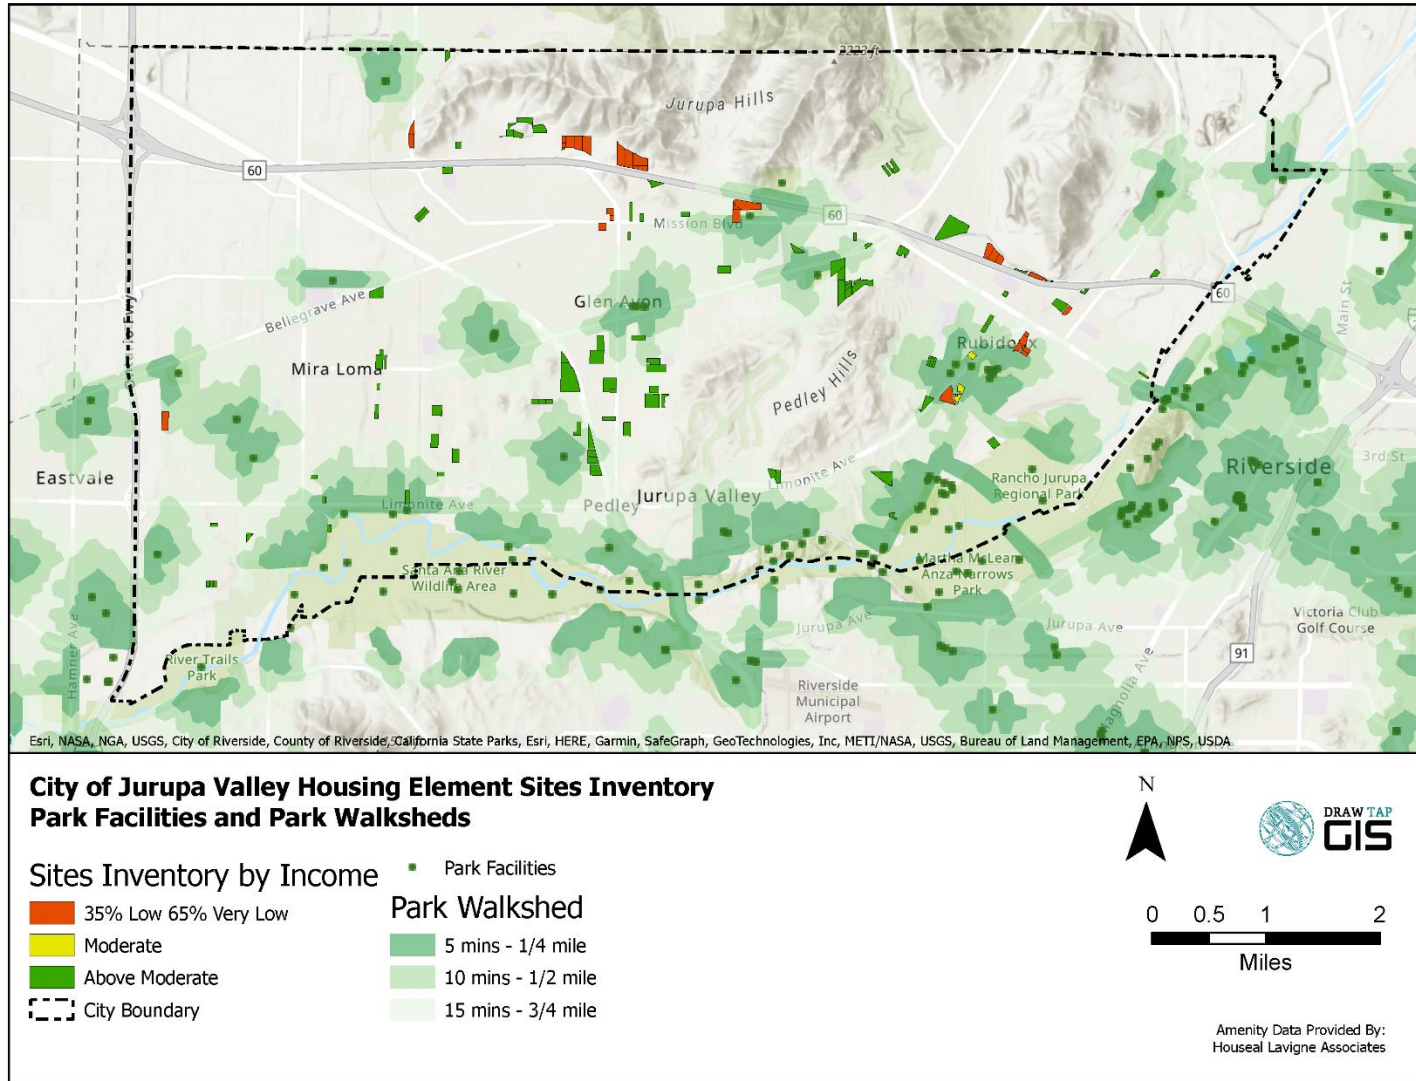 2223 ft
Jurupa Hills
60
60
Mission Blvd
Glen Avon
Bellegrave Ave
60
Main St
Mira Loma
Rubidoux
Pedley Hills
Eastvale
Riverside
3rd St
Limonite Ave
Rancho Jurupa
Regional Park
Limonite Ave
Pedley
Jurupa Valley
Santa Ana River
Wildlife Area
Martha McLean
Anza Narrows
Park
Hamner Ave
Jurupa Ave
Jurupa Ave
Victoria Club
Golf Course
River Trails
Park
91
Magnolia Ave
Riverside
Municipal
Airport
Esri, NASA, NGA, USGS, City of Riverside, County of Riverside, California State Parks, Esri, HERE, Garmin, SafeGraph, GeoTechnologies, Inc, METI/NASA, USGS, Bureau of Land Management, EPA, NPS, USDA
City of Jurupa Valley Housing Element Sites Inventory
Park Facilities and Park Walksheds
Sites Inventory by Income
35% Low 65% Very Low
Moderate
Above Moderate
City Boundary
Park Facilities
Park Walkshed
5 mins - 1/4 mile
10 mins - 1/2 mile
15 mins - 3/4 mile
N
DRAW TAP
GIS
0 0.5 1 2
Miles
Amenity Data Provided By:
Houseal Lavigne Associates